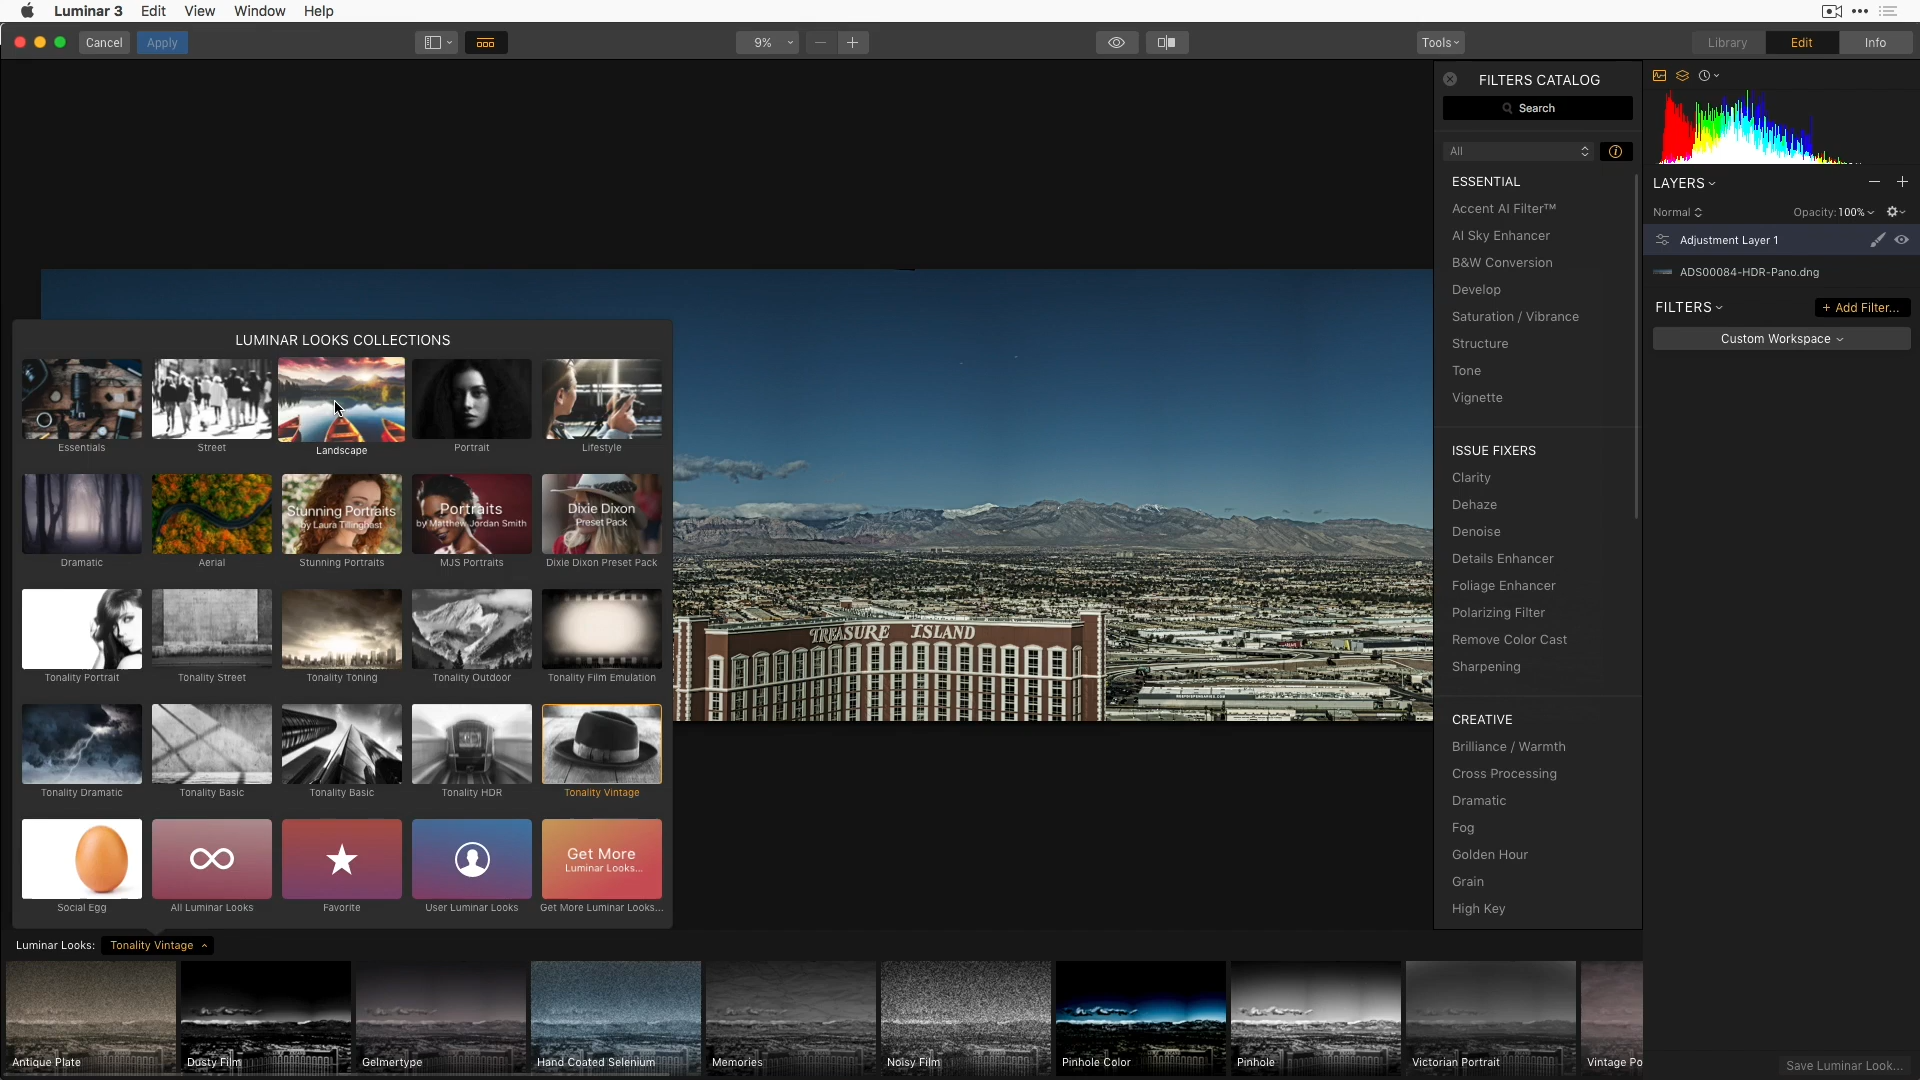 Luminar 3 Edit View Window Help
Cancel Apply 9% Tools Library Edit Info
FILTERS CATALOG
Search
All
ESSENTIAL
Accent AI Filter™
AI Sky Enhancer
B&W Conversion
Develop
Saturation / Vibrance
Structure
Tone
Vignette
ISSUE FIXERS
Clarity
Dehaze
Denoise
Details Enhancer
Foliage Enhancer
Polarizing Filter
Remove Color Cast
Sharpening
CREATIVE
Brilliance / Warmth
Cross Processing
Dramatic
Fog
Golden Hour
Grain
High Key
LAYERS
Normal Opacity: 100%
Adjustment Layer 1
ADS00084-HDR-Pano.dng
FILTERS + Add Filter...
Custom Workspace
LUMINAR LOOKS COLLECTIONS
Essentials Street Landscape Portrait Lifestyle
Stunning Portraits
by Laura Tillinghast
Portraits
by Matthew Jordan Smith
Dixie Dixon
Preset Pack
Dramatic Aerial Stunning Portraits MJS Portraits Dixie Dixon Preset Pack
Tonality Portrait Tonality Street Tonality Toning Tonality Outdoor Tonality Film Emulation
Tonality Dramatic Tonality Basic Tonality Basic Tonality HDR Tonality Vintage
Get More
Luminar Looks...
Social Egg All Luminar Looks Favorite User Luminar Looks Get More Luminar Looks...
TREASURE ISLAND
Luminar Looks: Tonality Vintage
Antique Plate Dusty Film Gelmertype Hand Coated Selenium Memories Noisy Film Pinhole Color Pinhole Victorian Portrait Vintage Po
Save Luminar Look...